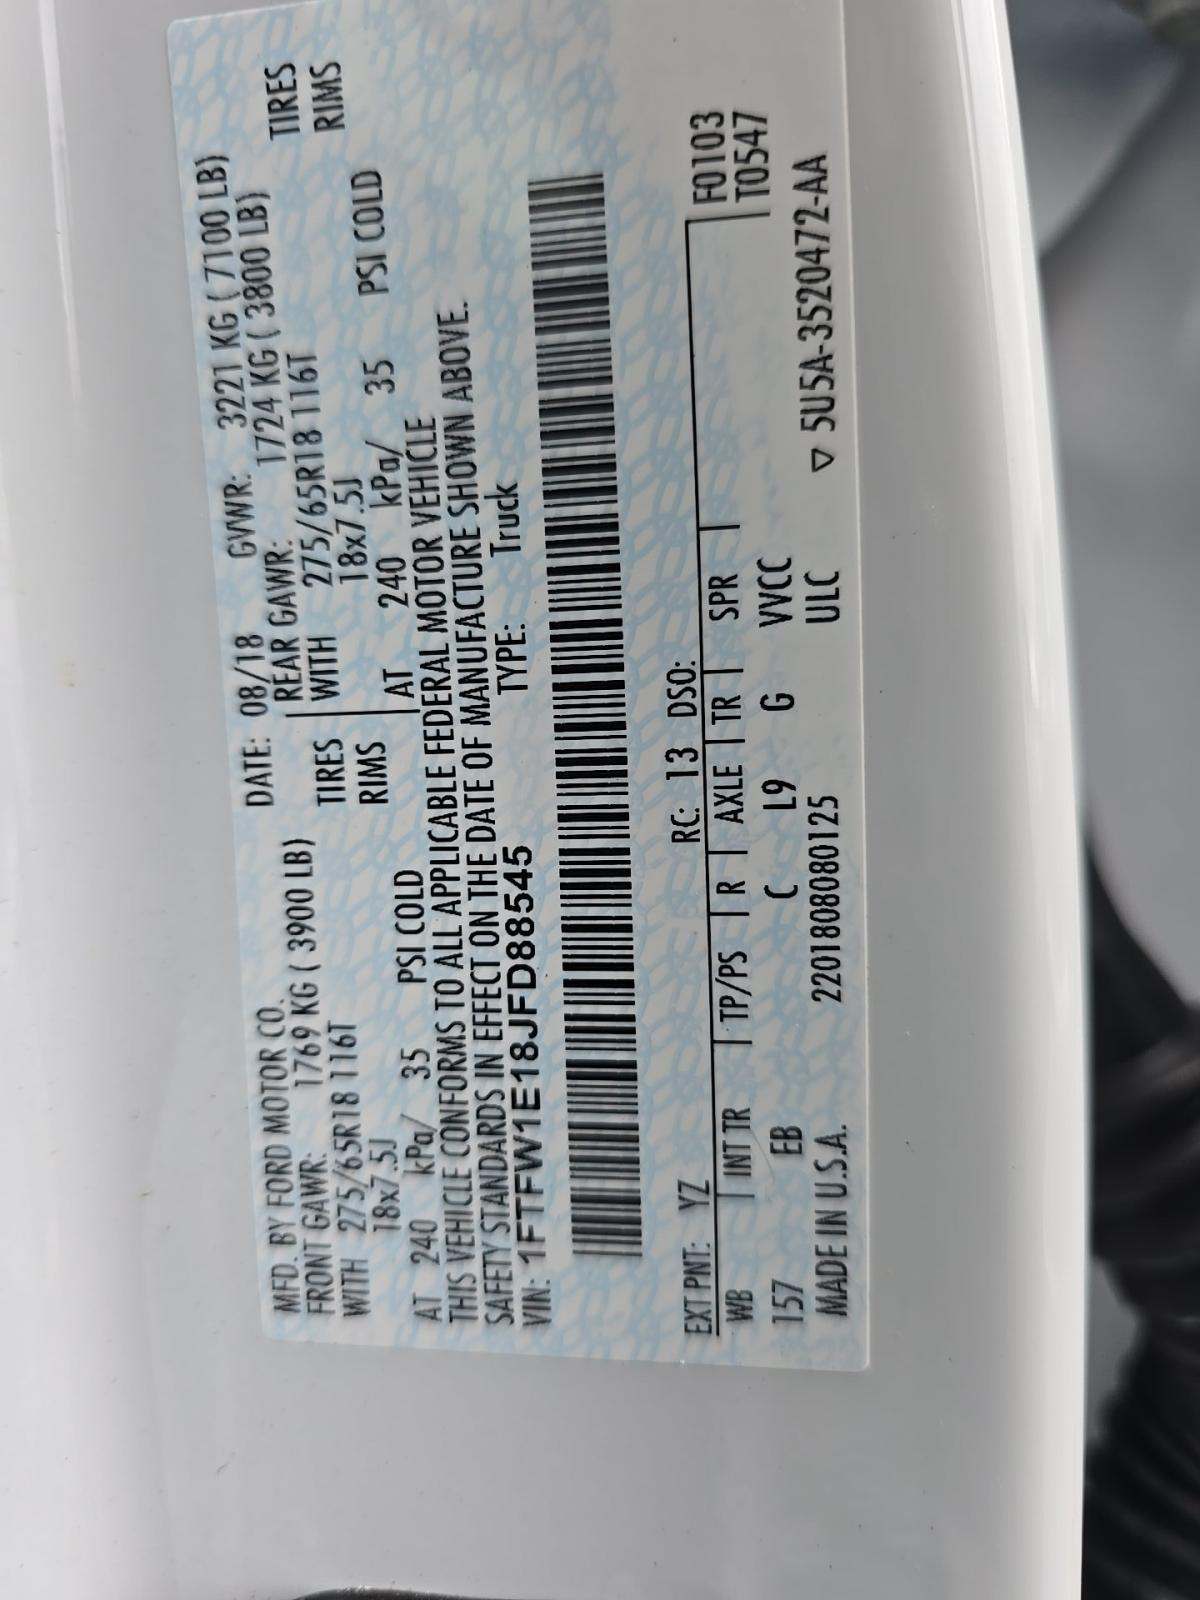 MFD. BY FORD MOTOR CO. DATE: 08/18 GVWR: 3221 KG ( 7100 LB)
FRONT GAWR: 1769 KG ( 3900 LB) REAR GAWR: 1724 KG ( 3800 LB)
WITH 275/65R18 116T TIRES WITH 275/65R18 116T TIRES
18x7.5J RIMS 18x7.5J RIMS
AT 240 kPa/ 35 PSI COLD AT 240 kPa/ 35 PSI COLD
THIS VEHICLE CONFORMS TO ALL APPLICABLE FEDERAL MOTOR VEHICLE
SAFETY STANDARDS IN EFFECT ON THE DATE OF MANUFACTURE SHOWN ABOVE.
VIN: 1FTFW1E18JFD88545 TYPE: Truck
EXT PNT: YZ RC: 13 DSO: F0103
WB | INT TR | TP/PS | R | AXLE | TR | SPR | T0547
157 EB C L9 G VVCC
MADE IN U.S.A. 2201808080125 ULC ▽ 5U5A-3520472-AA